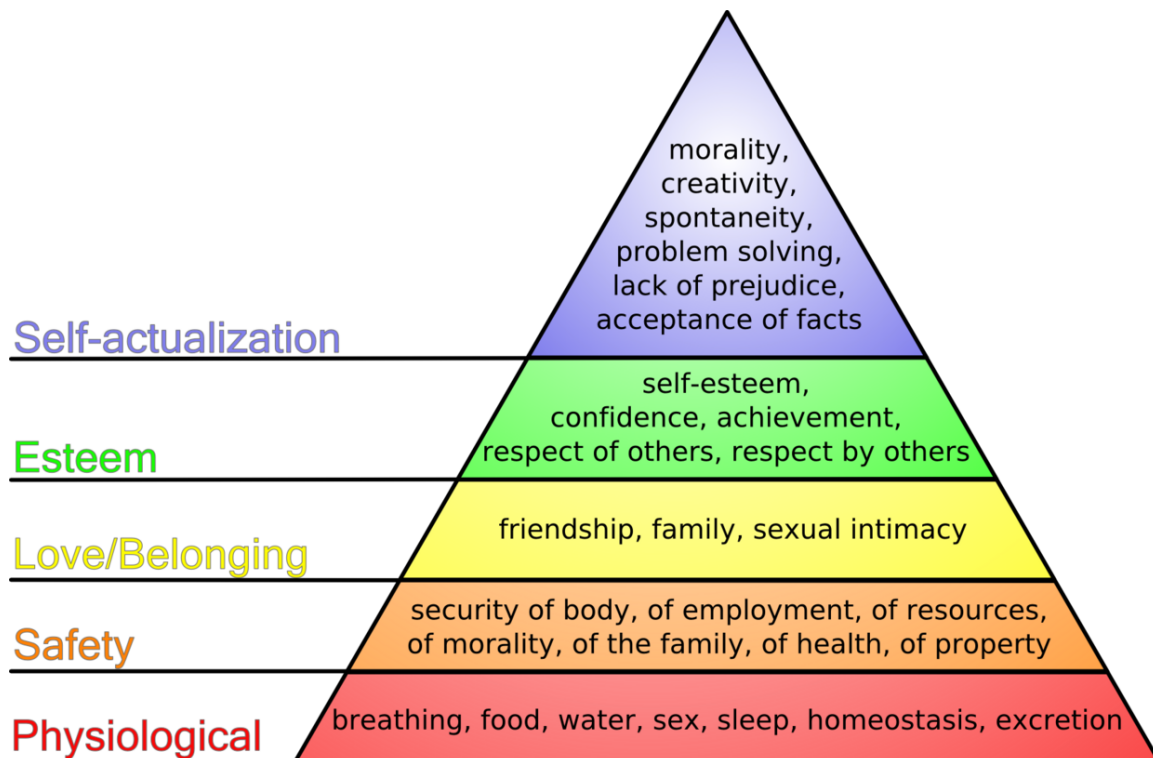 morality,
creativity,
spontaneity,
problem solving,
lack of prejudice,
acceptance of facts
Self-actualization
self-esteem,
confidence, achievement,
respect of others, respect by others
Esteem
friendship, family, sexual intimacy
Love/Belonging
security of body, of employment, of resources,
of morality, of the family, of health, of property
Safety
breathing, food, water, sex, sleep, homeostasis, excretion
Physiological